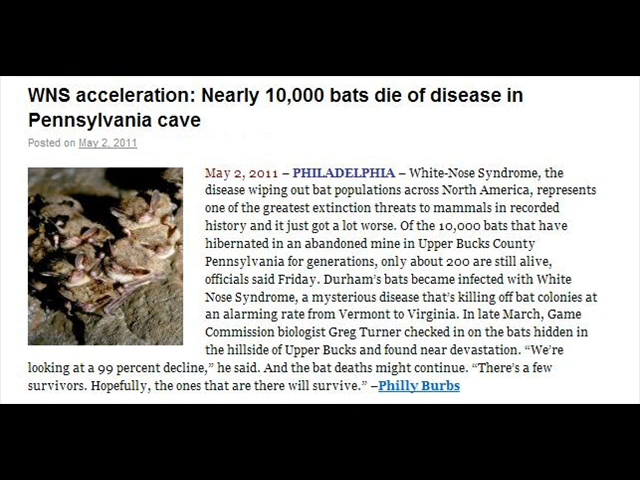 WNS acceleration: Nearly 10,000 bats die of disease in
Pennsylvania cave
Posted on May 2, 2011
May 2, 2011 – PHILADELPHIA – White-Nose Syndrome, the
disease wiping out bat populations across North America, represents
one of the greatest extinction threats to mammals in recorded
history and it just got a lot worse. Of the 10,000 bats that have
hibernated in an abandoned mine in Upper Bucks County
Pennsylvania for generations, only about 200 are still alive,
officials said Friday. Durham’s bats became infected with White
Nose Syndrome, a mysterious disease that’s killing off bat colonies at
an alarming rate from Vermont to Virginia. In late March, Game
Commission biologist Greg Turner checked in on the bats hidden in
the hillside of Upper Bucks and found near devastation. “We’re
looking at a 99 percent decline,” he said. And the bat deaths might continue. “There’s a few
survivors. Hopefully, the ones that are there will survive.” –Philly Burbs